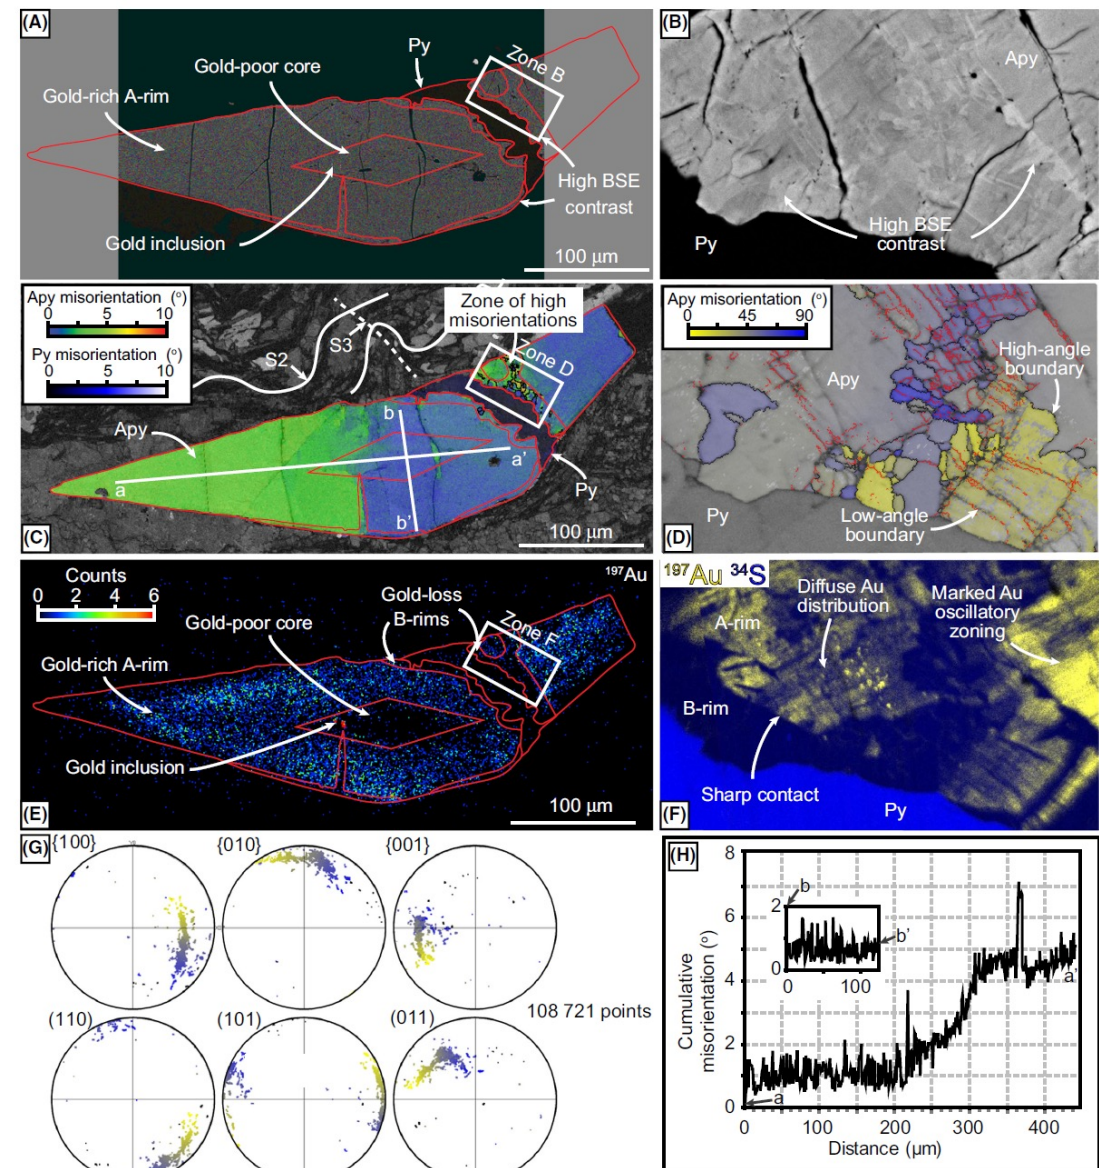 (A)
Py
Zone B
Gold-poor core
Gold-rich A-rim
High BSE
contrast
Gold inclusion
100 µm
(B)
Apy
High BSE
contrast
Py
Apy misorientation (°)
0 5 10
Py misorientation (°)
0 5 10
Zone of high
misorientations
Zone D
S2
S3
Apy
b
a'
a
b'
Py
(C)
100 µm
Apy misorientation (°)
0 45 90
High-angle
boundary
Apy
Low-angle
boundary
Py
(D)
Counts
0 2 4 6
¹⁹⁷Au
Gold-loss
B-rims
Zone F
Gold-poor core
Gold-rich A-rim
Gold inclusion
(E)
100 µm
¹⁹⁷Au ³⁴S
Diffuse Au
distribution
Marked Au
oscillatory
zoning
A-rim
B-rim
Sharp contact
Py
(F)
(G)
{100}
{010}
{001}
(110)
(101)
(011)
108 721 points
(H)
8
6
4
2
0
Cumulative
misorientation (°)
b
2
0
0 100
b'
a'
a
0 100 200 300 400
Distance (µm)